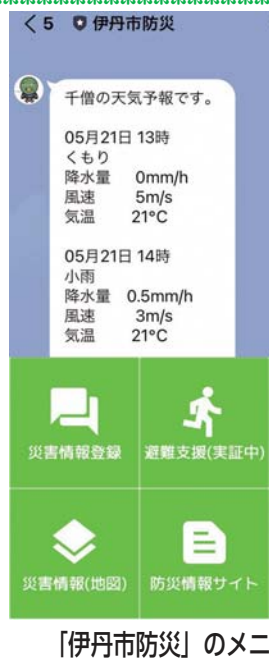 < 5 伊丹市防災
千僧の天気予報です。
05月21日 13時
くもり
降水量 0mm/h
風速 5m/s
気温 21°C
05月21日 14時
小雨
降水量 0.5mm/h
風速 3m/s
気温 21°C
災害情報登録
避難支援(実証中)
災害情報(地図)
防災情報サイト
「伊丹市防災」のメニ